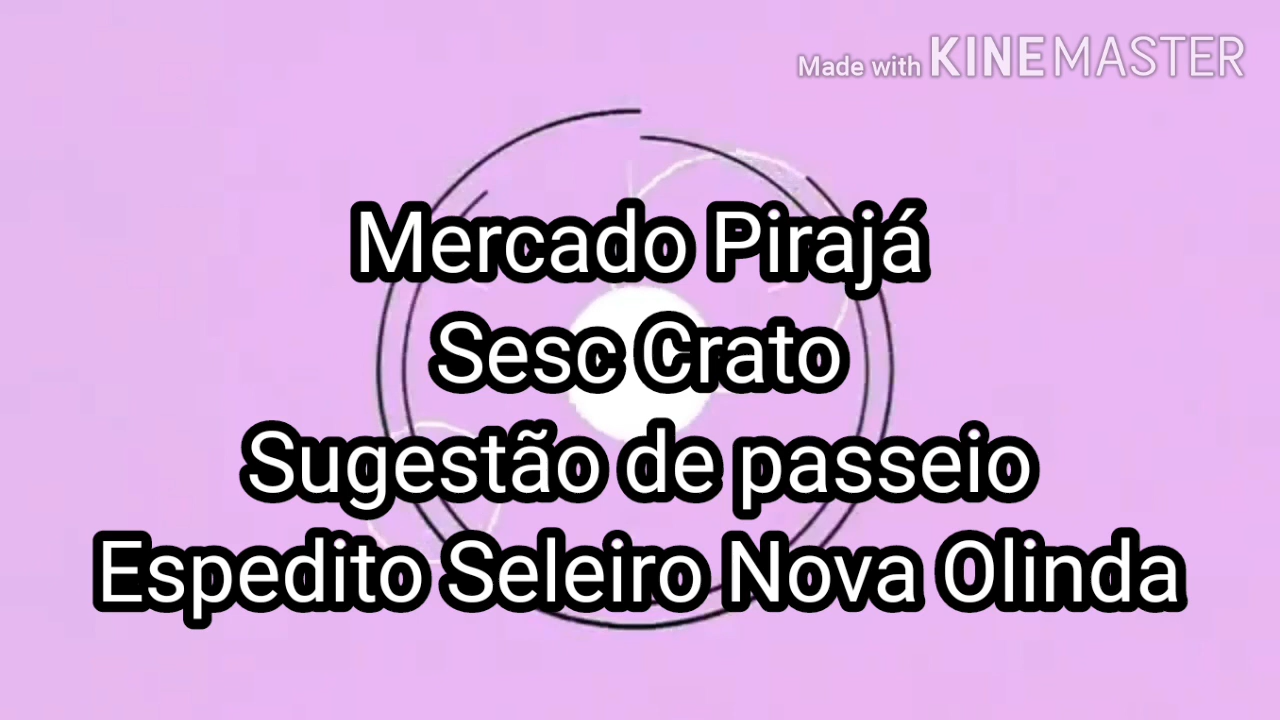 Made with KINEMASTER
Mercado Pirajá
Sesc Crato
Sugestão de passeio
Espedito Seleiro Nova Olinda